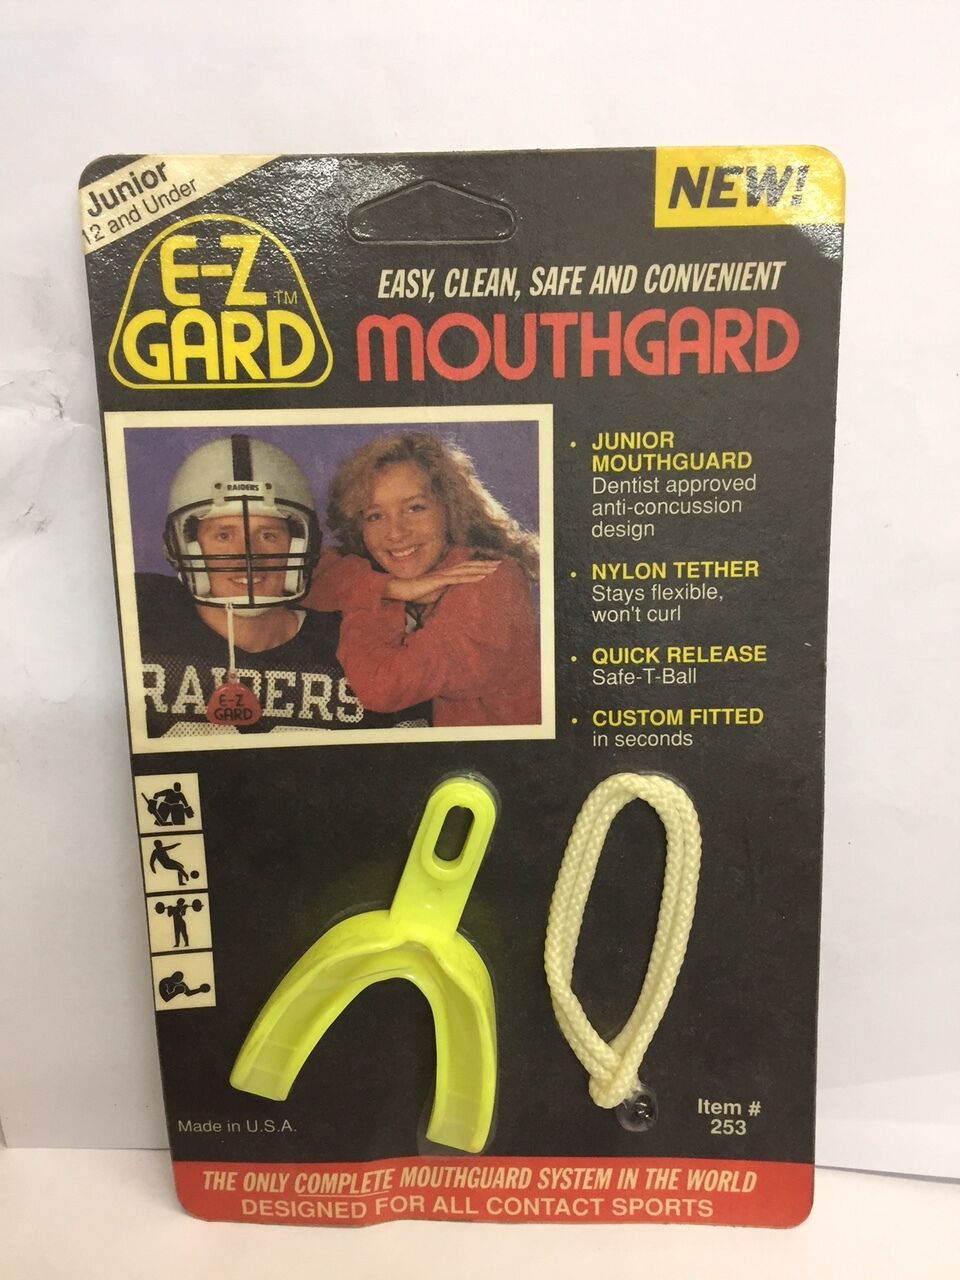 Junior
12 and Under
NEW!
E-Z
GARD™
EASY, CLEAN, SAFE AND CONVENIENT
MOUTHGARD
RAIDERS
RAIDERS
E-Z
GARD
• JUNIOR
MOUTHGUARD
Dentist approved
anti-concussion
design
• NYLON TETHER
Stays flexible,
won't curl
• QUICK RELEASE
Safe-T-Ball
• CUSTOM FITTED
in seconds
Made in U.S.A.
Item #
253
THE ONLY COMPLETE MOUTHGUARD SYSTEM IN THE WORLD
DESIGNED FOR ALL CONTACT SPORTS